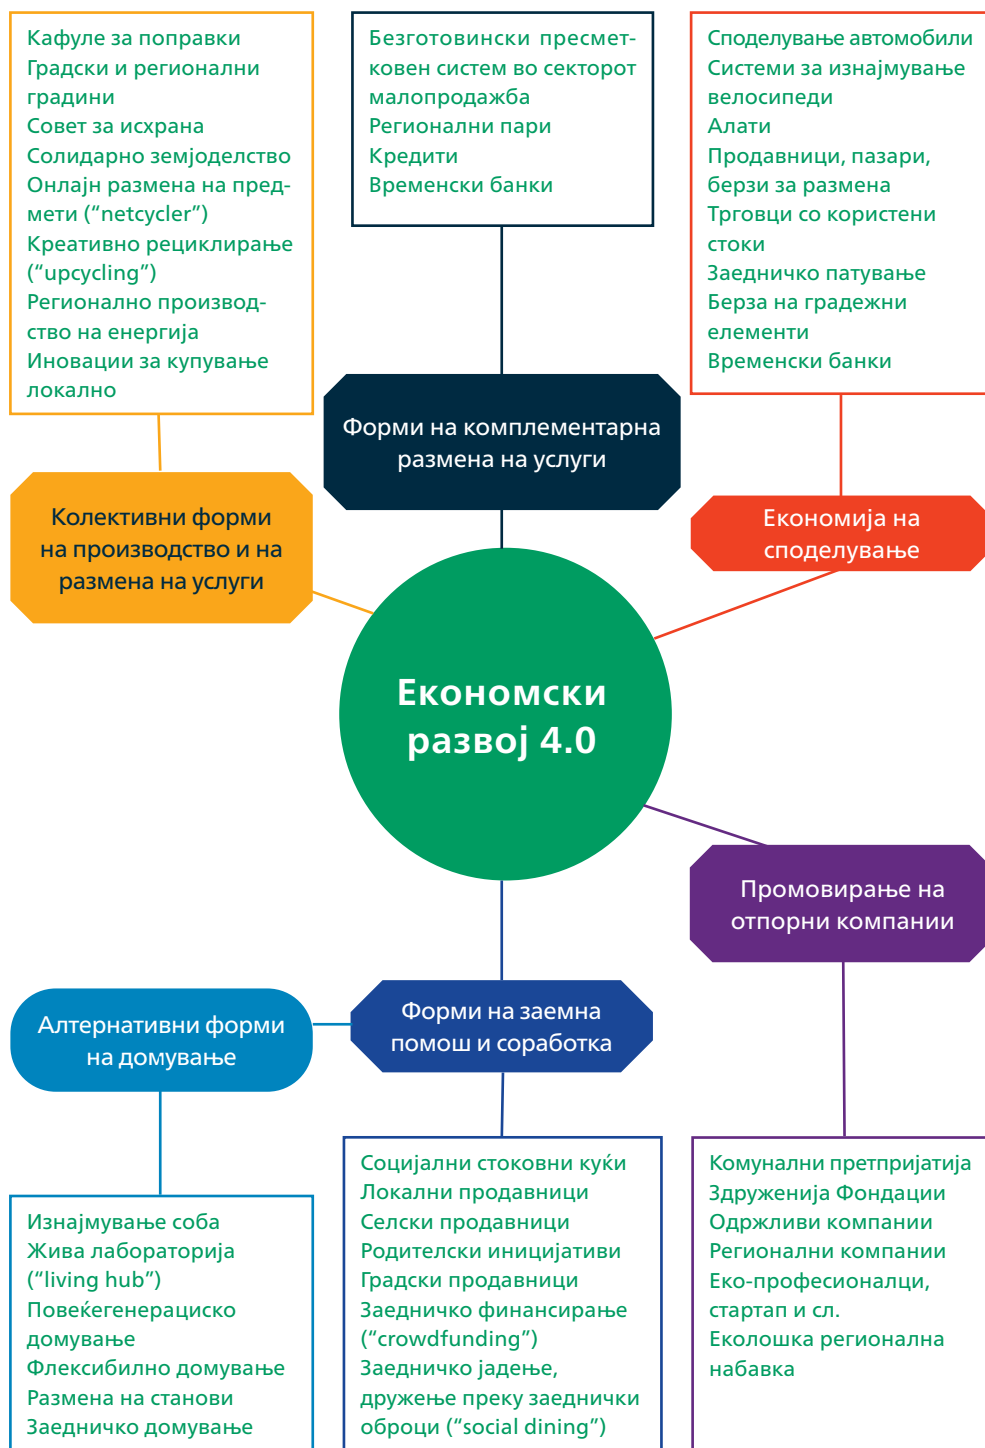 Кафуле за поправки
Градски и регионални
градини
Совет за исхрана
Солидарно земјоделство
Онлајн размена на пред-
мети (“netcycler”)
Креативно рециклирање
(“upcycling”)
Регионално производ-
ство на енергија
Иновации за купување
локално
Безготовински пресмет-
ковен систем во секторот
малопродажба
Регионални пари
Кредити
Временски банки
Споделување автомобили
Системи за изнајмување
велосипеди
Алати
Продавници, пазари,
берзи за размена
Трговци со користени
стоки
Заедничко патување
Берза на градежни
елементи
Временски банки
Форми на комплементарна
размена на услуги
Колективни форми
на производство и на
размена на услуги
Економија на
споделување
Економски
развој 4.0
Промовирање на
отпорни компании
Алтернативни форми
на домување
Форми на заемна
помош и соработка
Изнајмување соба
Жива лабораторија
(“living hub”)
Повеќегенерациско
домување
Флексибилно домување
Размена на станови
Заедничко домување
Социјални стоковни куќи
Локални продавници
Селски продавници
Родителски иницијативи
Градски продавници
Заедничко финансирање
(“crowdfunding”)
Заедничко јадење,
дружење преку заеднички
оброци (“social dining”)
Комунални претпријатија
Здруженија Фондации
Одржливи компании
Регионални компании
Еко-професионалци,
стартап и сл.
Еколошка регионална
набавка